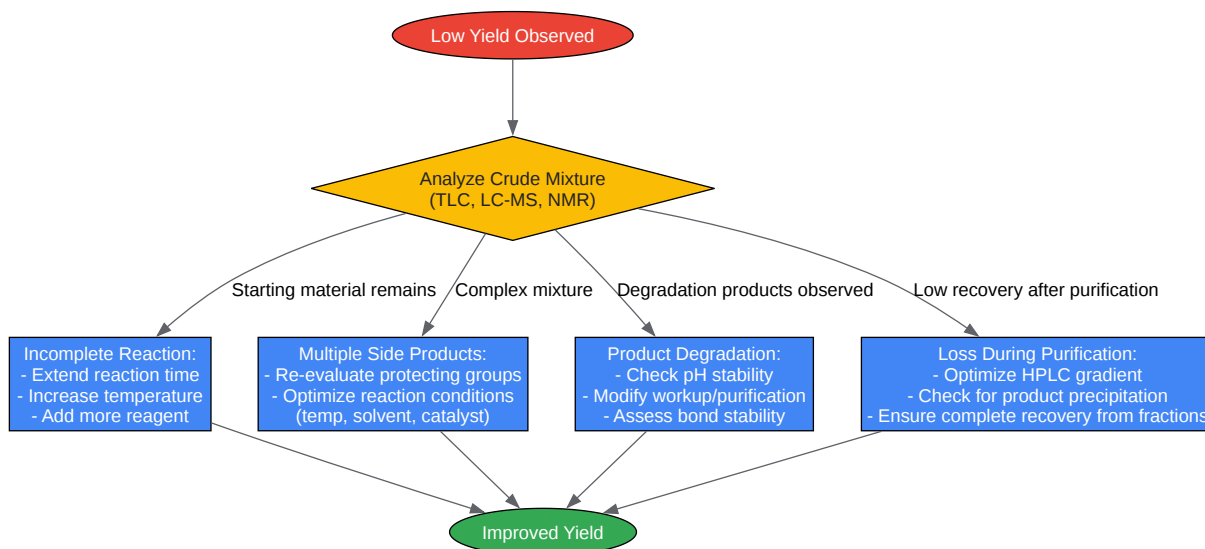 Low Yield Observed
Analyze Crude Mixture
(TLC, LC-MS, NMR)
Starting material remains
Complex mixture
Degradation products observed
Low recovery after purification
Incomplete Reaction:
- Extend reaction time
- Increase temperature
- Add more reagent
Multiple Side Products:
- Re-evaluate protecting groups
- Optimize reaction conditions
(temp, solvent, catalyst)
Product Degradation:
- Check pH stability
- Modify workup/purification
- Assess bond stability
Loss During Purification:
- Optimize HPLC gradient
- Check for product precipitation
- Ensure complete recovery from fractions
Improved Yield